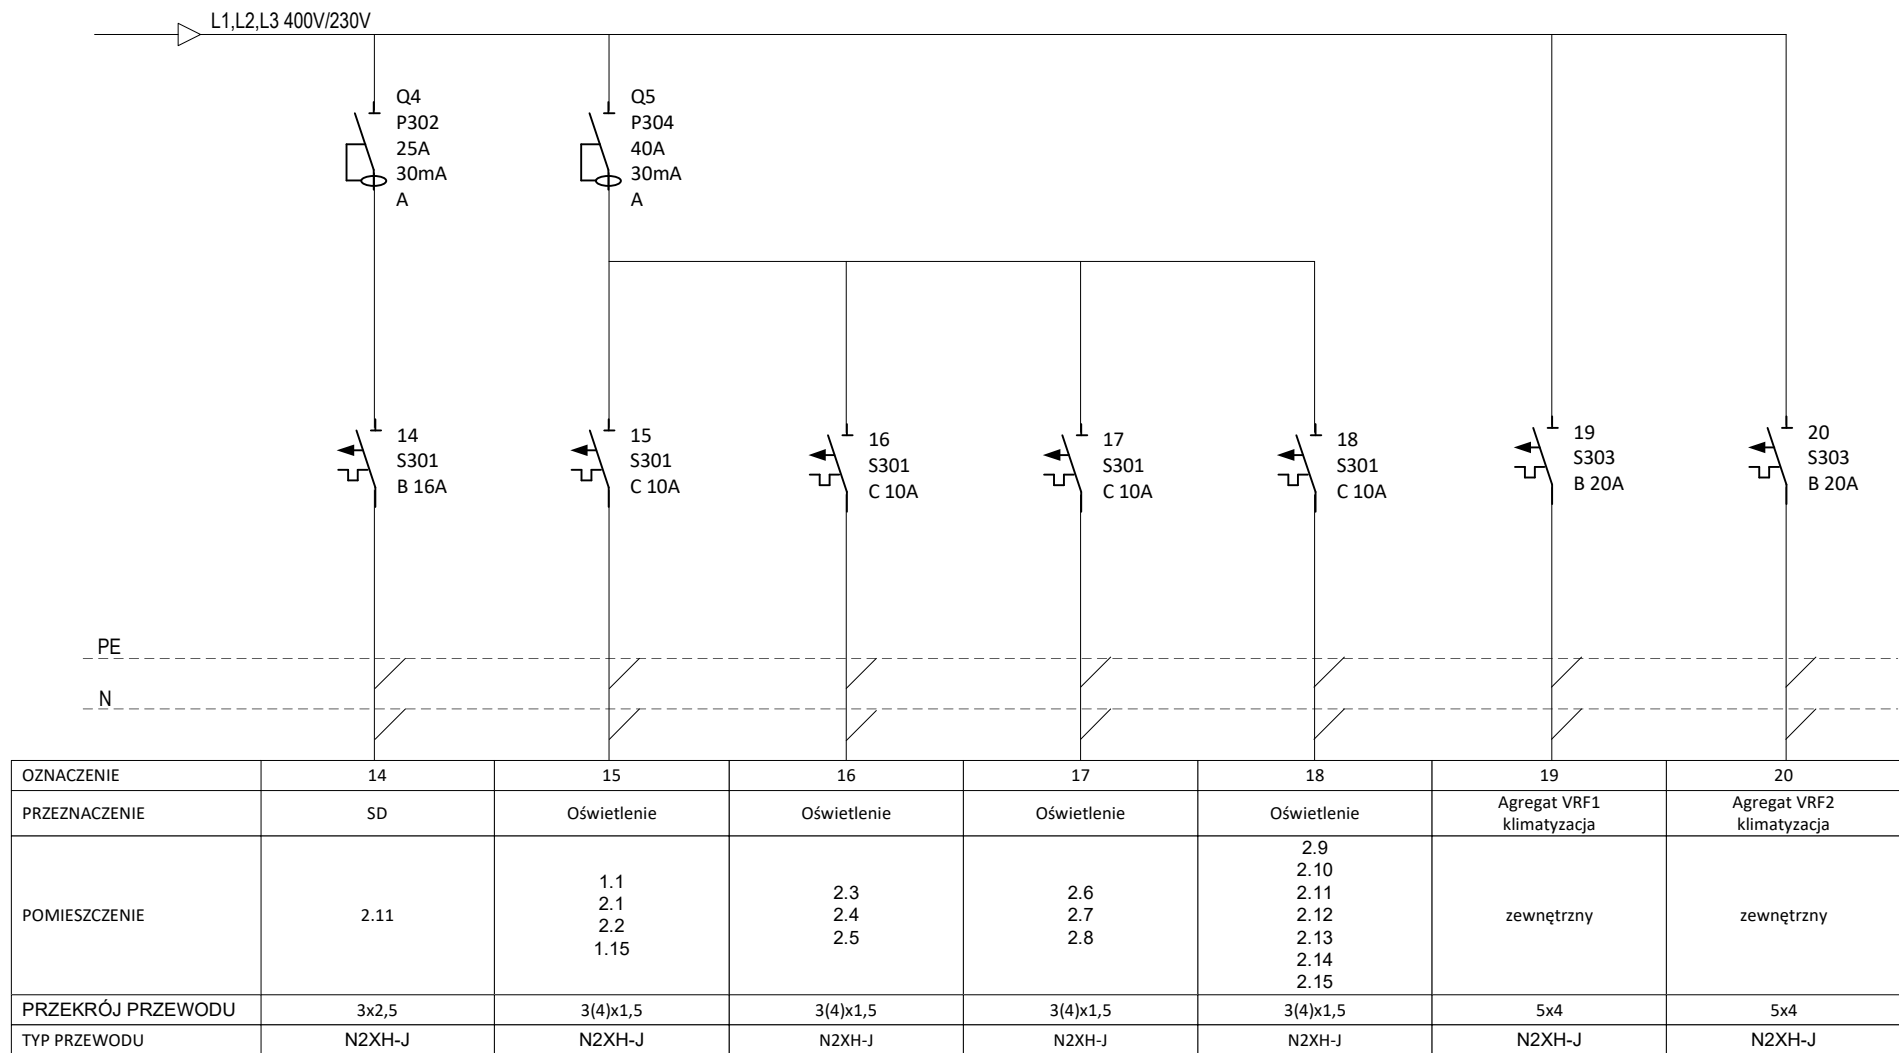 L1,L2,L3 400V/230V
Q4
P302
25A
30mA
A
Q5
P304
40A
30mA
A
14
S301
B 16A
15
S301
C 10A
16
S301
C 10A
17
S301
C 10A
18
S301
C 10A
19
S303
B 20A
20
S303
B 20A
PE
N
OZNACZENIE 14 15 16 17 18 19 20
PRZEZNACZENIE SD Oświetlenie Oświetlenie Oświetlenie Oświetlenie
Agregat VRF1
klimatyzacja
Agregat VRF2
klimatyzacja
POMIESZCZENIE
2.11
1.1
2.1
2.2
1.15
2.3
2.4
2.5
2.6
2.7
2.8
2.9
2.10
2.11
2.12
2.13
2.14
2.15
zewnętrzny
zewnętrzny
PRZEKRÓJ PRZEWODU 3x2,5 3(4)x1,5 3(4)x1,5 3(4)x1,5 3(4)x1,5 5x4 5x4
TYP PRZEWODU N2XH-J N2XH-J N2XH-J N2XH-J N2XH-J N2XH-J N2XH-J